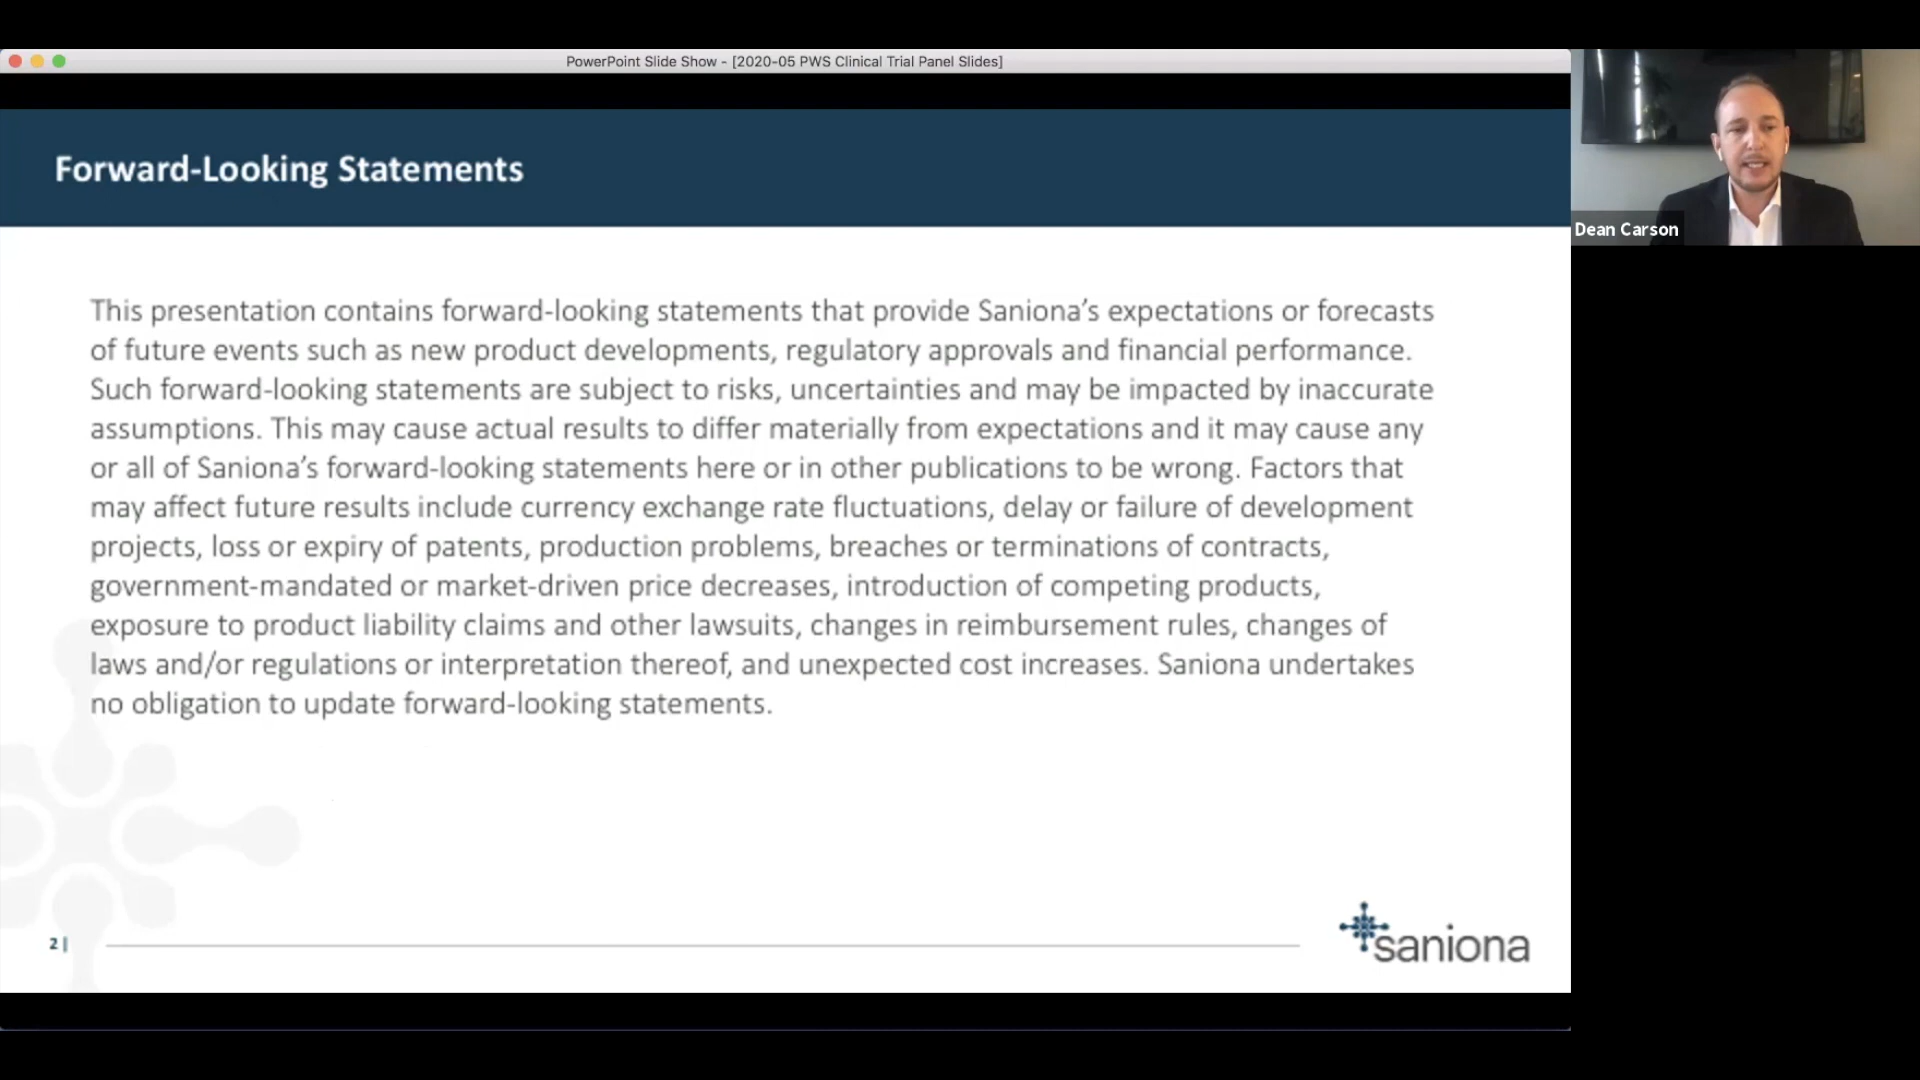 PowerPoint Slide Show - [2020-05 PWS Clinical Trial Panel Slides]
Forward-Looking Statements
Dean Carson
This presentation contains forward-looking statements that provide Saniona’s expectations or forecasts
of future events such as new product developments, regulatory approvals and financial performance.
Such forward-looking statements are subject to risks, uncertainties and may be impacted by inaccurate
assumptions. This may cause actual results to differ materially from expectations and it may cause any
or all of Saniona’s forward-looking statements here or in other publications to be wrong. Factors that
may affect future results include currency exchange rate fluctuations, delay or failure of development
projects, loss or expiry of patents, production problems, breaches or terminations of contracts,
government-mandated or market-driven price decreases, introduction of competing products,
exposure to product liability claims and other lawsuits, changes in reimbursement rules, changes of
laws and/or regulations or interpretation thereof, and unexpected cost increases. Saniona undertakes
no obligation to update forward-looking statements.
2 |
saniona